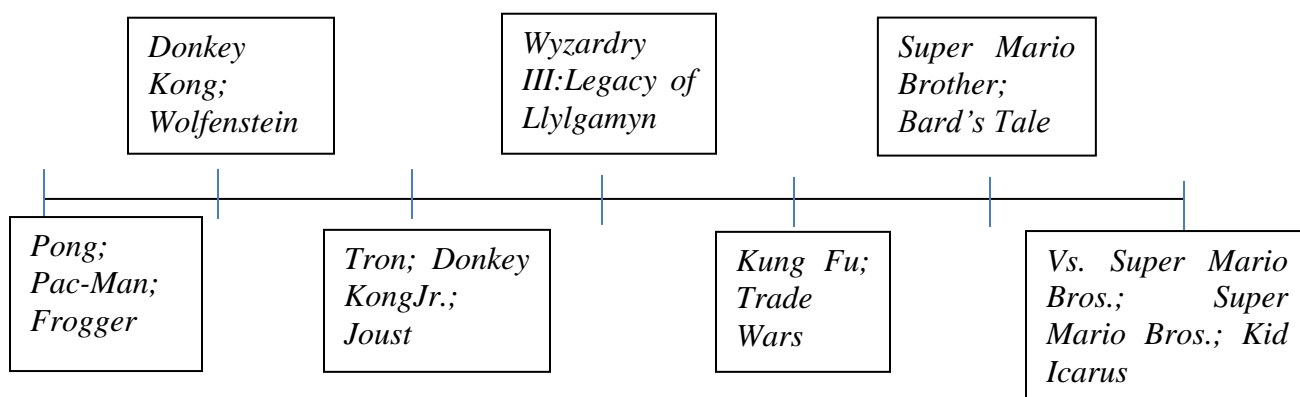 Donkey
Kong;
Wolfenstein
Wyzardry
III:Legacy of
Llylgamyn
Super Mario
Brother;
Bard's Tale
Pong;
Pac-Man;
Frogger
Tron; Donkey
KongJr.;
Joust
Kung Fu;
Trade
Wars
Vs. Super Mario
Bros.; Super
Mario Bros.; Kid
Icarus